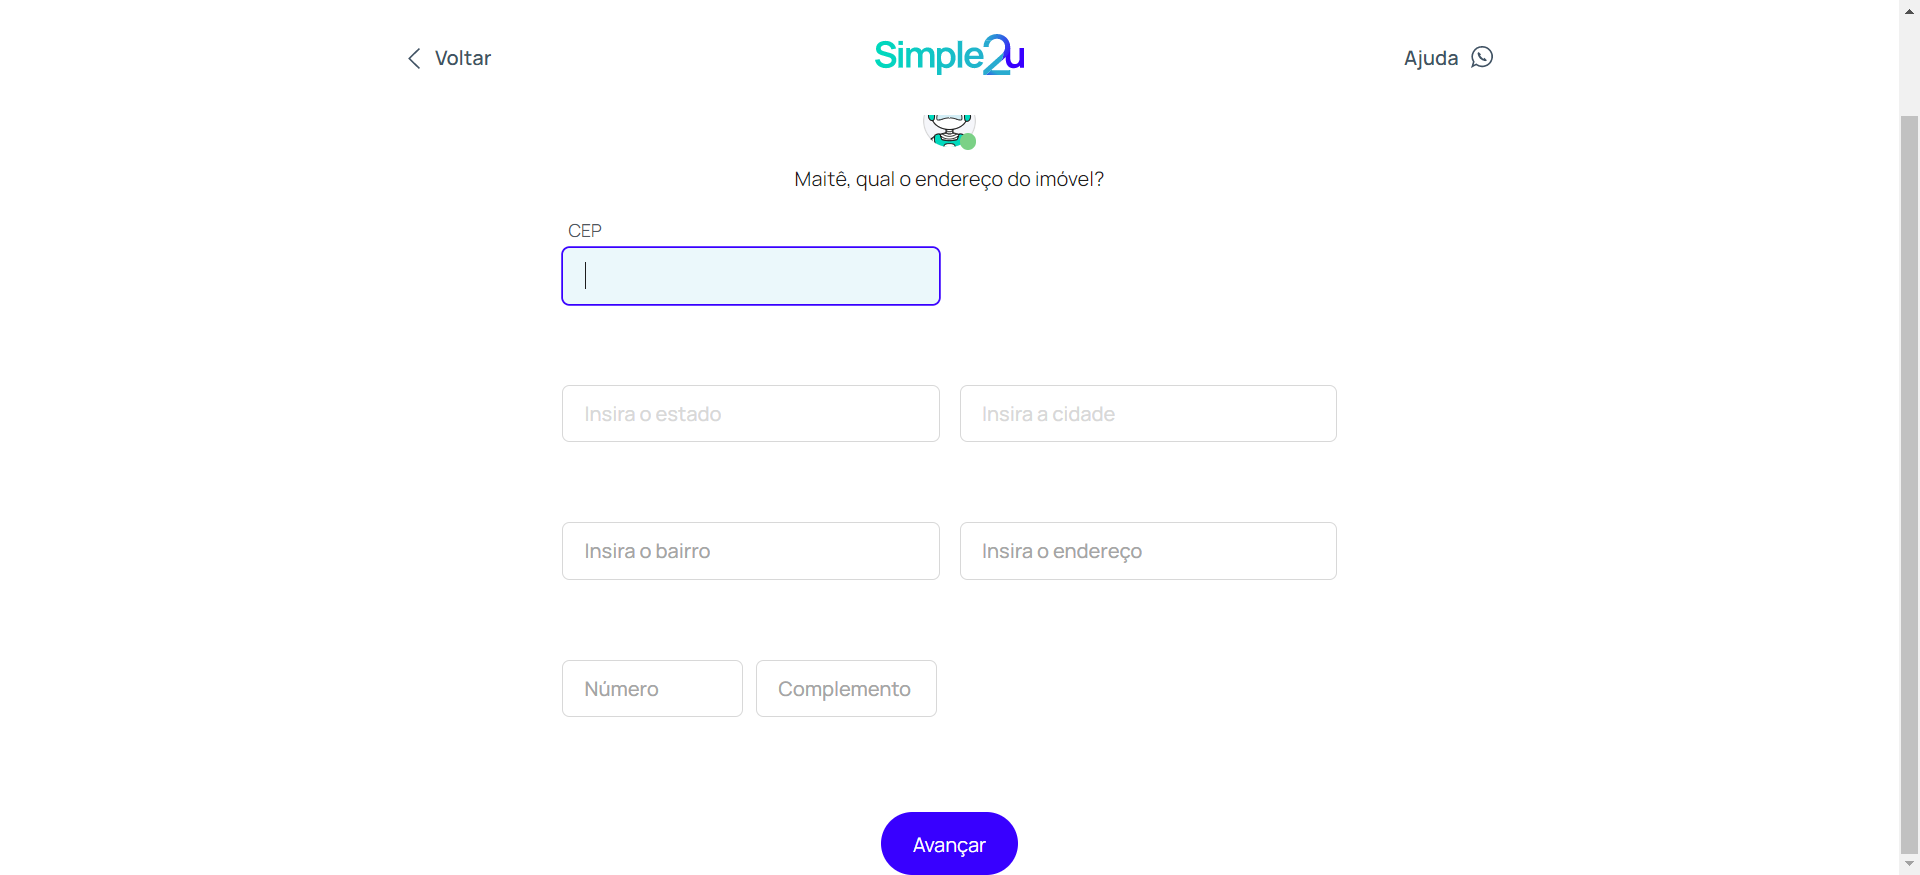 Voltar
Simple2u
Ajuda
Maitê, qual o endereço do imóvel?
CEP
Insira o estado
Insira a cidade
Insira o bairro
Insira o endereço
Número
Complemento
Avançar